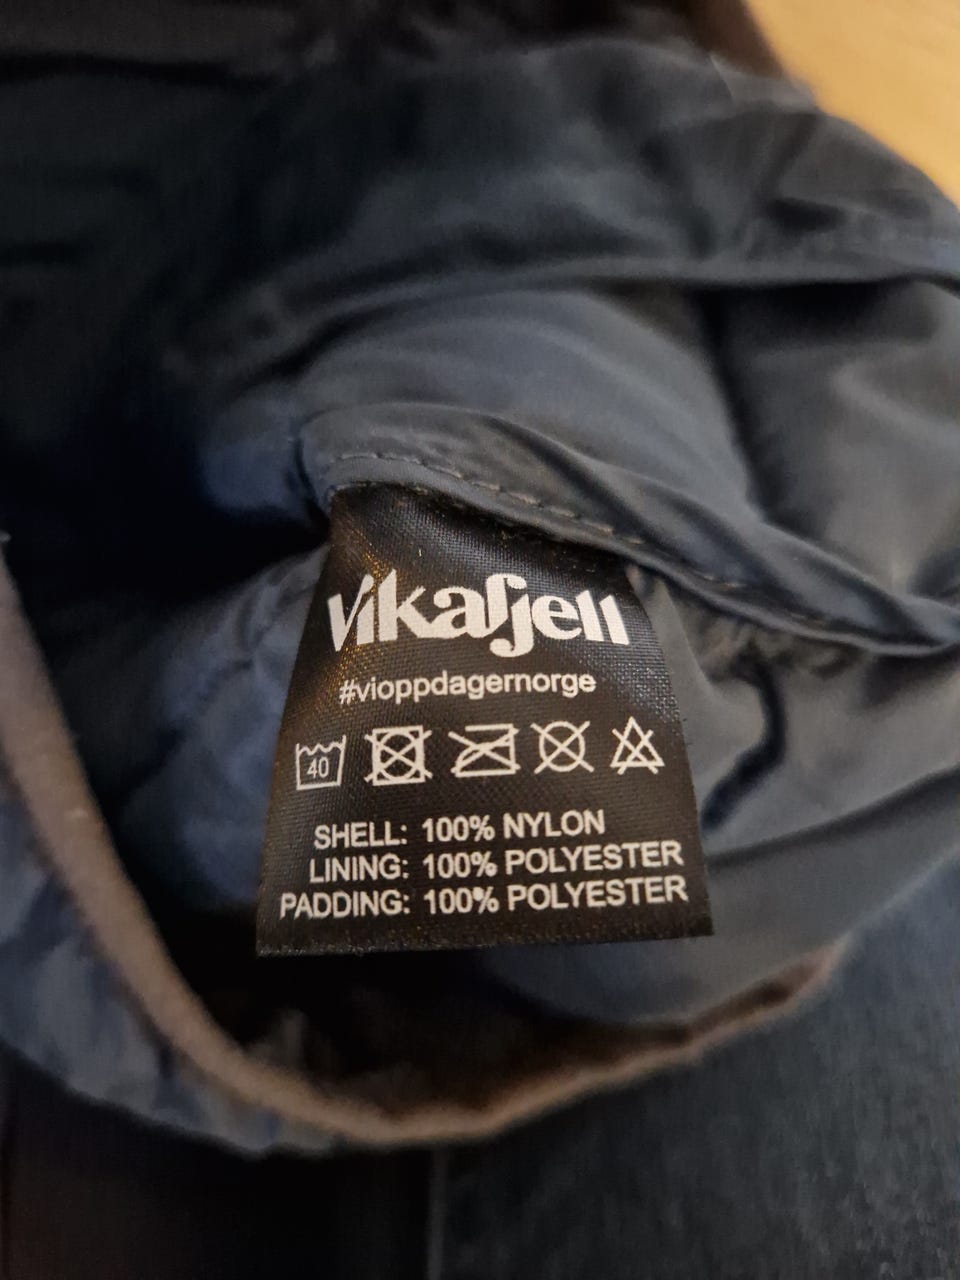 Vikafjell
#vioppdagernorge
40
SHELL: 100% NYLON
LINING: 100% POLYESTER
PADDING: 100% POLYESTER